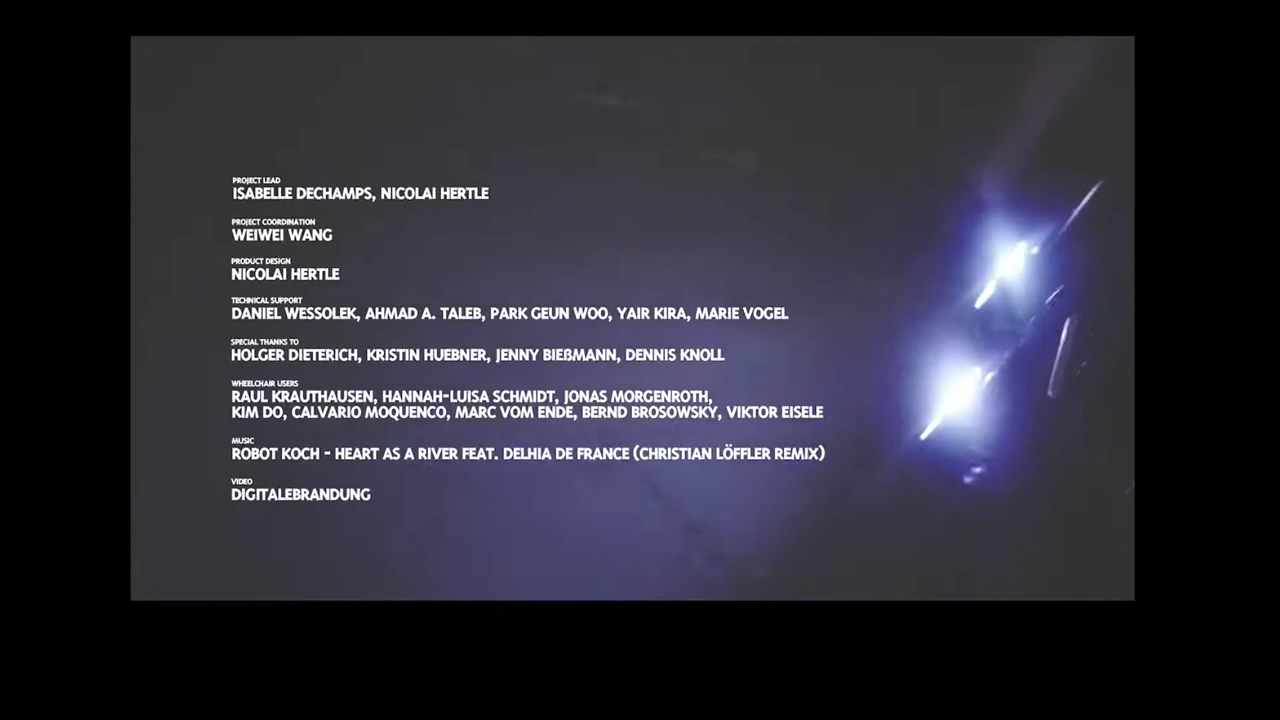 PROJECT LEAD
ISABELLE DECHAMPS, NICOLAI HERTLE
PROJECT COORDINATION
WEIWEI WANG
PRODUCT DESIGN
NICOLAI HERTLE
TECHNICAL SUPPORT
DANIEL WESSOLEK, AHMAD A. TALEB, PARK GEUN WOO, YAIR KIRA, MARIE VOGEL
SPECIAL THANKS TO
HOLGER DIETERICH, KRISTIN HUEBNER, JENNY BIEßMANN, DENNIS KNOLL
WHEELCHAIR USERS
RAUL KRAUTHAUSEN, HANNAH-LUISA SCHMIDT, JONAS MORGENROTH,
KIM DO, CALVARIO MOQUENCO, MARC VOM ENDE, BERND BROSOWSKY, VIKTOR EISELE
MUSIC
ROBOT KOCH - HEART AS A RIVER FEAT. DELHIA DE FRANCE (CHRISTIAN LÖFFLER REMIX)
VIDEO
DIGITALEBRANDUNG